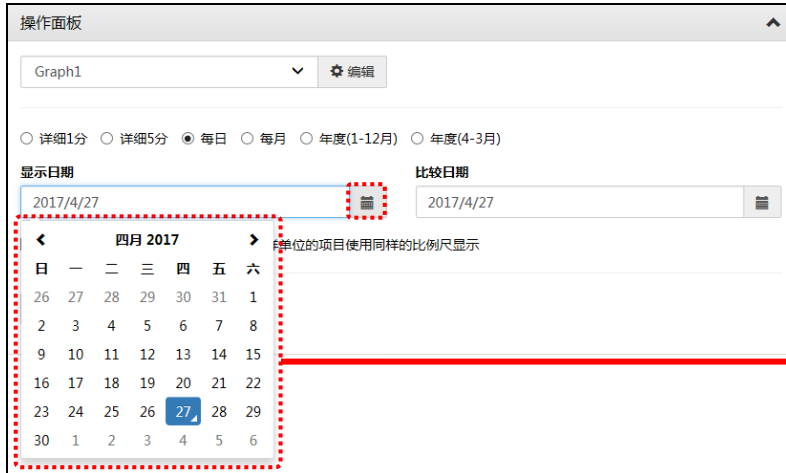 操作面板
Graph1 编辑
详细1分 详细5分 每日 每月 年度(1-12月) 年度(4-3月)
显示日期 比较日期
2017/4/27 2017/4/27
单位的项目使用同样的比例尺显示
四月 2017
日 一 二 三 四 五 六
26 27 28 29 30 31 1
2 3 4 5 6 7 8
9 10 11 12 13 14 15
16 17 18 19 20 21 22
23 24 25 26 27 28 29
30 1 2 3 4 5 6